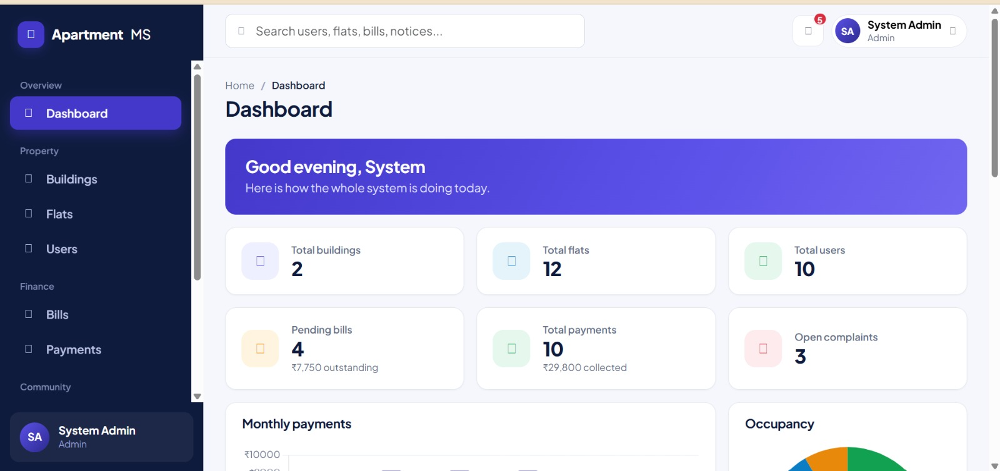 Apartment MS
Search users, flats, bills, notices...
5
SA
System Admin
Admin
Overview
Dashboard
Property
Buildings
Flats
Users
Finance
Bills
Payments
Community
SA
System Admin
Admin
Home / Dashboard
Dashboard
Good evening, System
Here is how the whole system is doing today.
Total buildings
2
Total flats
12
Total users
10
Pending bills
4
₹7,750 outstanding
Total payments
10
₹29,800 collected
Open complaints
3
Monthly payments
₹10000
Occupancy